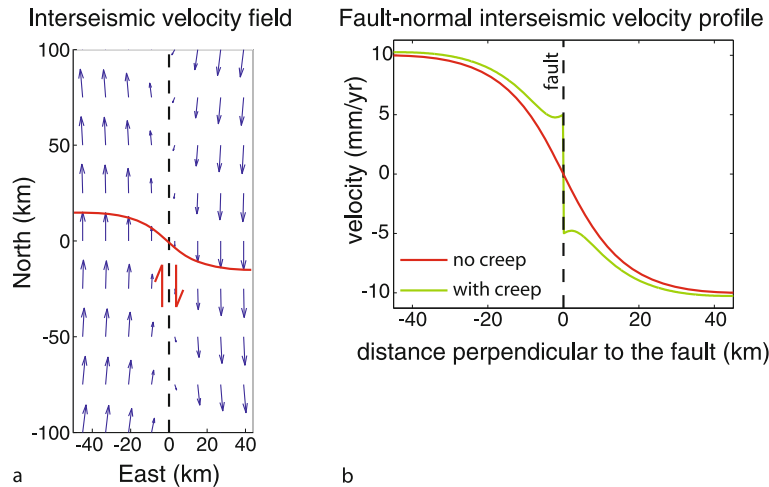 Interseismic velocity field
100
50
0
-50
-100
North (km)
-40
-20
0
20
40
East (km)
a
Fault-normal interseismic velocity profile
10
5
0
-5
-10
velocity (mm/yr)
fault
no creep
with creep
-40
-20
0
20
40
distance perpendicular to the fault (km)
b